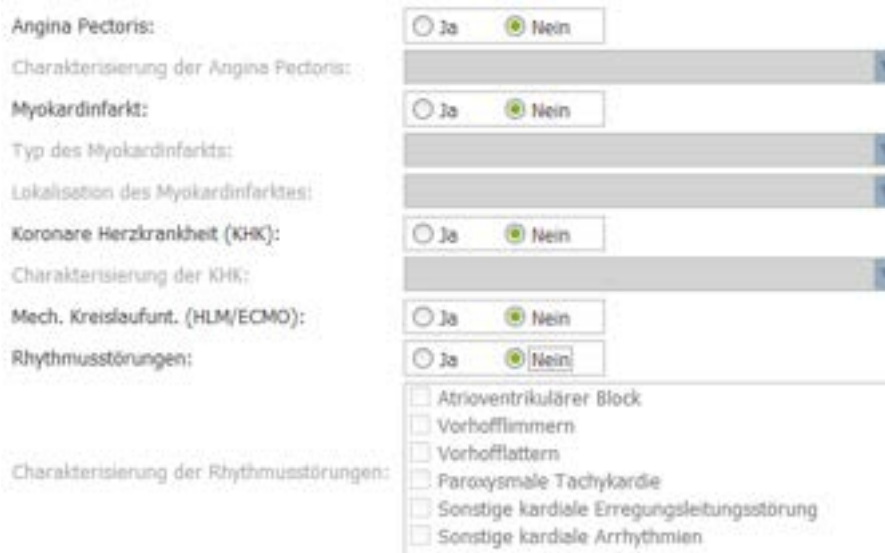 Angina Pectoris: Ja Nein
Charakterisierung der Angina Pectoris:
Myokardinfarkt: Ja Nein
Typ des Myokardinfarkts:
Lokalisation des Myokardinfarktes:
Koronare Herzkrankheit (KHK): Ja Nein
Charakterisierung der KHK:
Mech. Kreislaufunt. (HLM/ECMO): Ja Nein
Rhythmusstörungen: Ja Nein
Charakterisierung der Rhythmusstörungen:
Atrioventrikulärer Block
Vorhofflimmern
Vorhofflattern
Paroxysmale Tachykardie
Sonstige kardiale Erregungsleitungsstörung
Sonstige kardiale Arrhythmien